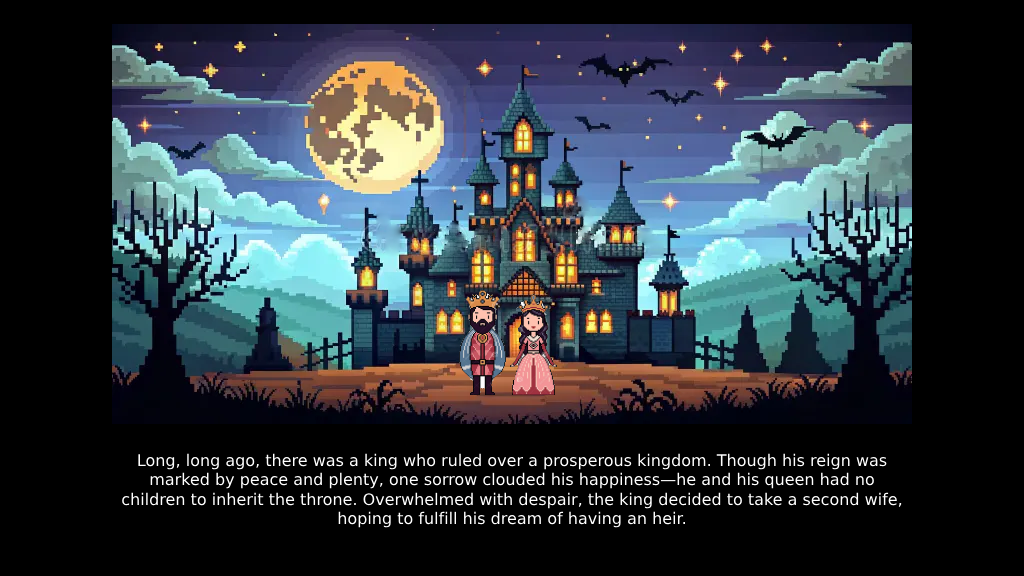 Long, long ago, there was a king who ruled over a prosperous kingdom. Though his reign was
marked by peace and plenty, one sorrow clouded his happiness—he and his queen had no
children to inherit the throne. Overwhelmed with despair, the king decided to take a second wife,
hoping to fulfill his dream of having an heir.